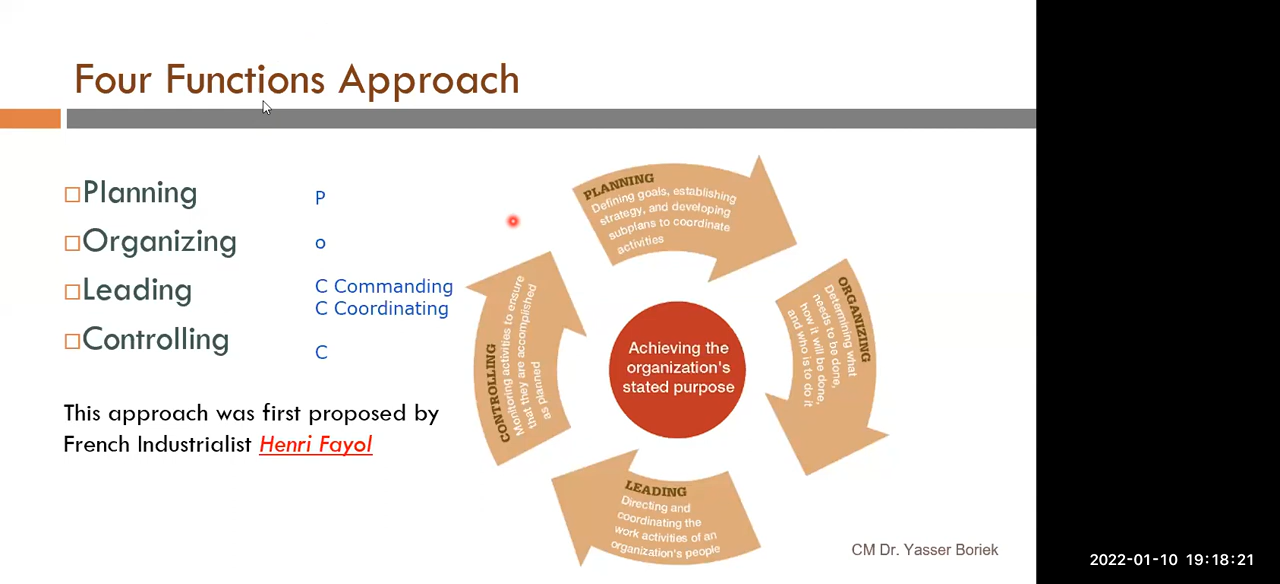 Four Functions Approach
Planning
Organizing
Leading
Controlling
P
o
C Commanding
C Coordinating
C
This approach was first proposed by
French Industrialist Henri Fayol
PLANNING
Defining goals, establishing
strategy, and developing
subplans to coordinate
activities
ORGANIZING
Determining what
needs to be done,
how it will be done,
and who is to do it
LEADING
Directing and
coordinating the
work activities of an
organization's people
CONTROLLING
Monitoring activities to ensure
that they are accomplished
as planned
Achieving the
organization's
stated purpose
CM Dr. Yasser Boriek
2022-01-10 19:18:21